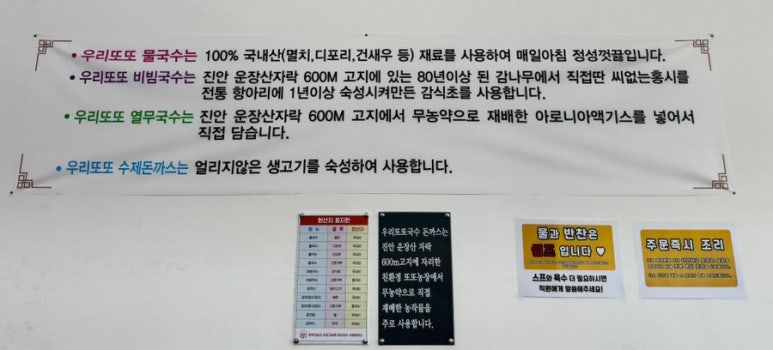 • 우리또또 물국수는 100% 국내산(멸치,디포리,건새우 등) 재료를 사용하여 매일아침 정성껏끓입니다.
• 우리또또 비빔국수는 진안 운장산자락 600M 고지에 있는 80년이상 된 감나무에서 직접딴 씨없는홍시를
전통 항아리에 1년이상 숙성시켜만든 감식초를 사용합니다.
• 우리또또 열무국수는 진안 운장산자락 600M 고지에서 무농약으로 재배한 아로니아액기스를 넣어서
직접 담습니다.
• 우리또또 수제돈까스는 얼리지않은 생고기를 숙성하여 사용합니다.
원산지 표지판
메뉴 품목 원산지
우리또또국수 돈까스는
진안 운장산 자락
600m고지에 자리한
친환경 또또농장에서
무농약으로 직접
재배한 농작물을
주로 사용합니다.
물과 반찬은
셀프입니다 ♥
스프와 육수 더 필요하시면
직원에게 말씀해주세요!
주문즉시 조리